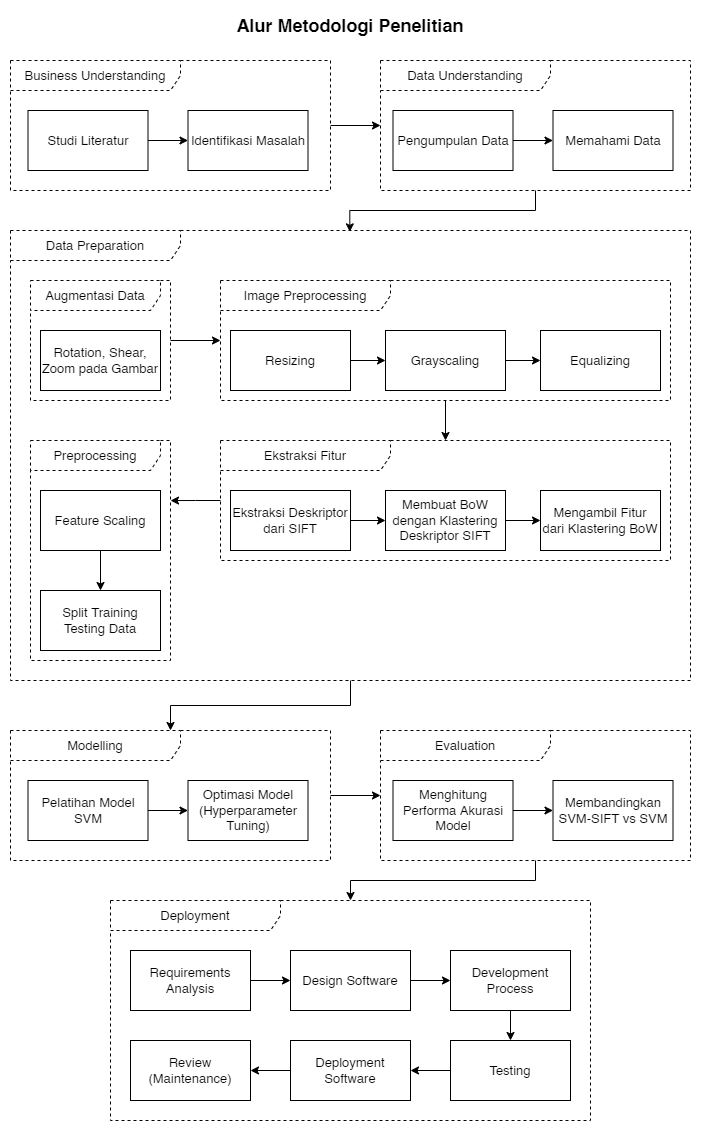 Alur Metodologi Penelitian
Business Understanding
Studi Literatur
Identifikasi Masalah
Data Understanding
Pengumpulan Data
Memahami Data
Data Preparation
Augmentasi Data
Rotation, Shear,
Zoom pada Gambar
Image Preprocessing
Resizing
Grayscaling
Equalizing
Ekstraksi Fitur
Ekstraksi Deskriptor
dari SIFT
Membuat BoW
dengan Klastering
Deskriptor SIFT
Mengambil Fitur
dari Klastering BoW
Preprocessing
Feature Scaling
Split Training
Testing Data
Modelling
Pelatihan Model
SVM
Optimasi Model
(Hyperparameter
Tuning)
Evaluation
Menghitung
Performa Akurasi
Model
Membandingkan
SVM-SIFT vs SVM
Deployment
Requirements
Analysis
Design Software
Development
Process
Testing
Deployment
Software
Review
(Maintenance)